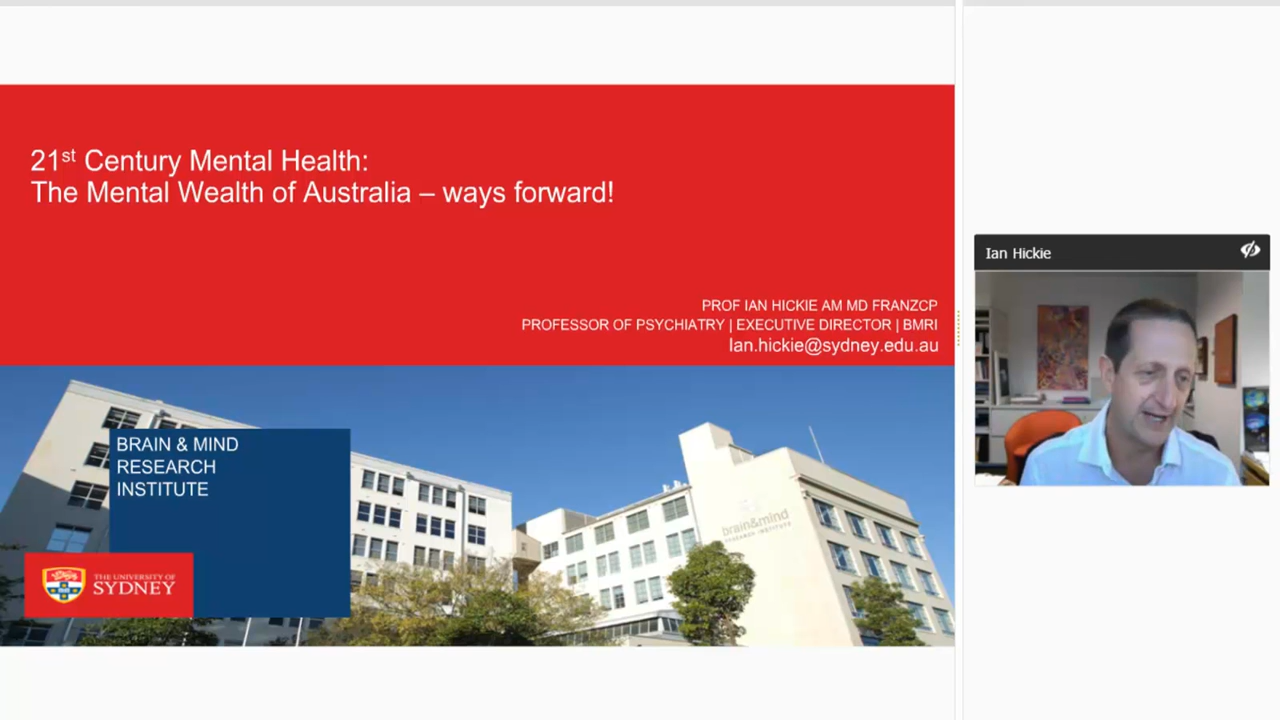 21st Century Mental Health:
The Mental Wealth of Australia – ways forward!
PROF IAN HICKIE AM MD FRANZCP
PROFESSOR OF PSYCHIATRY | EXECUTIVE DIRECTOR | BMRI
Ian.hickie@sydney.edu.au
BRAIN & MIND
RESEARCH
INSTITUTE
brain&mind
RESEARCH INSTITUTE
THE UNIVERSITY OF
SYDNEY
Ian Hickie